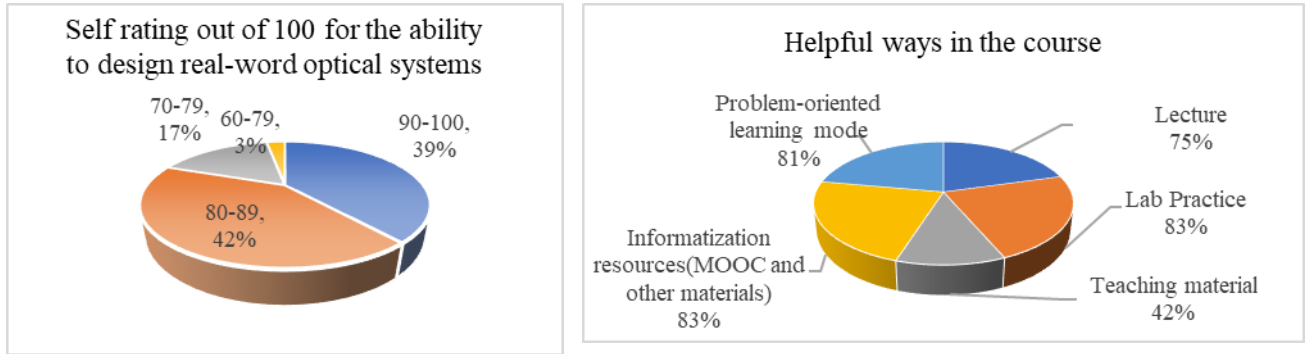 Self rating out of 100 for the ability
to design real-word optical systems
70-79,
17%
60-79,
3%
90-100,
39%
80-89,
42%
Helpful ways in the course
Problem-oriented
learning mode
81%
Lecture
75%
Lab Practice
83%
Informatization
resources(MOOC and
other materials)
83%
Teaching material
42%